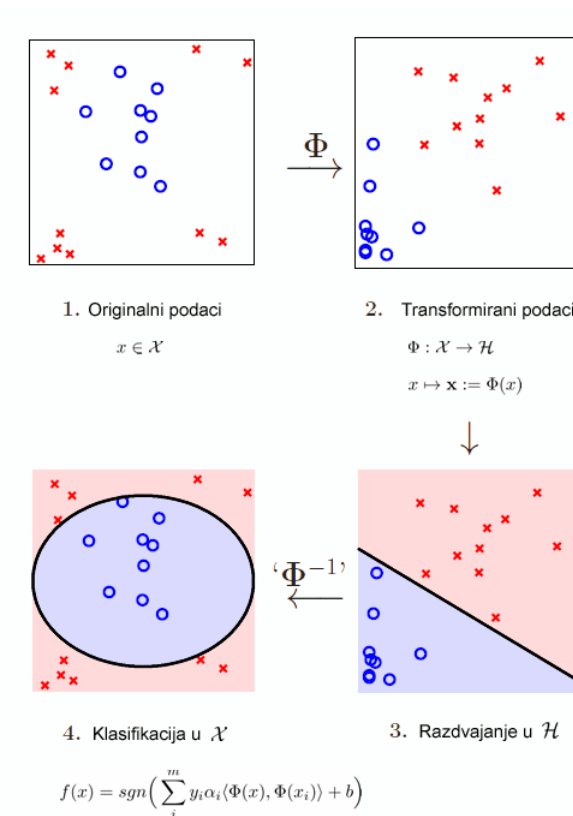 Φ
1. Originalni podaci
x ∈ 𝒳
2. Transformirani podaci
Φ : 𝒳 → ℋ
x ↦ 𝐱 := Φ(x)
‘Φ⁻¹’
3. Razdvajanje u ℋ
4. Klasifikacija u 𝒳
f(x) = sgn(∑ᵢᵐ yᵢαᵢ⟨Φ(x), Φ(xᵢ)⟩ + b)